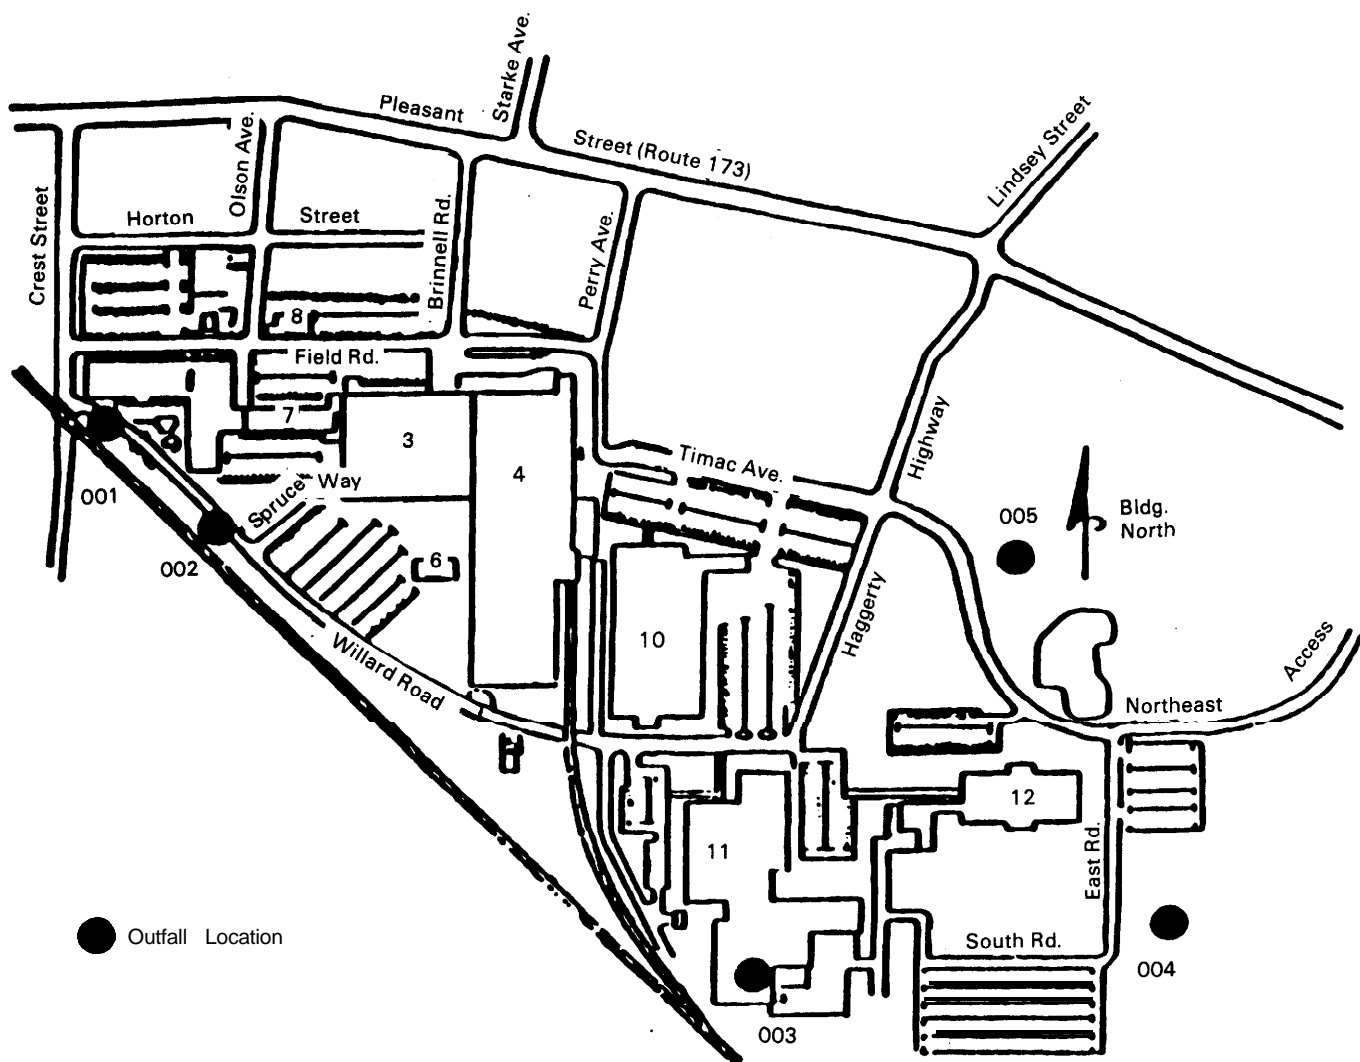 Starke Ave.
Pleasant
Street (Route 173)
Lindsey Street
Olson Ave.
Horton
Street
Brinnell Rd.
Perry Ave.
Crest Street
8
Field Rd.
7
3
4
Timac Ave.
Highway
001
Spruce Way
002
6
005
Bldg.
North
10
Haggerty
Willard Road
Access
Northeast
12
11
East Rd.
Outfall Location
South Rd.
004
003